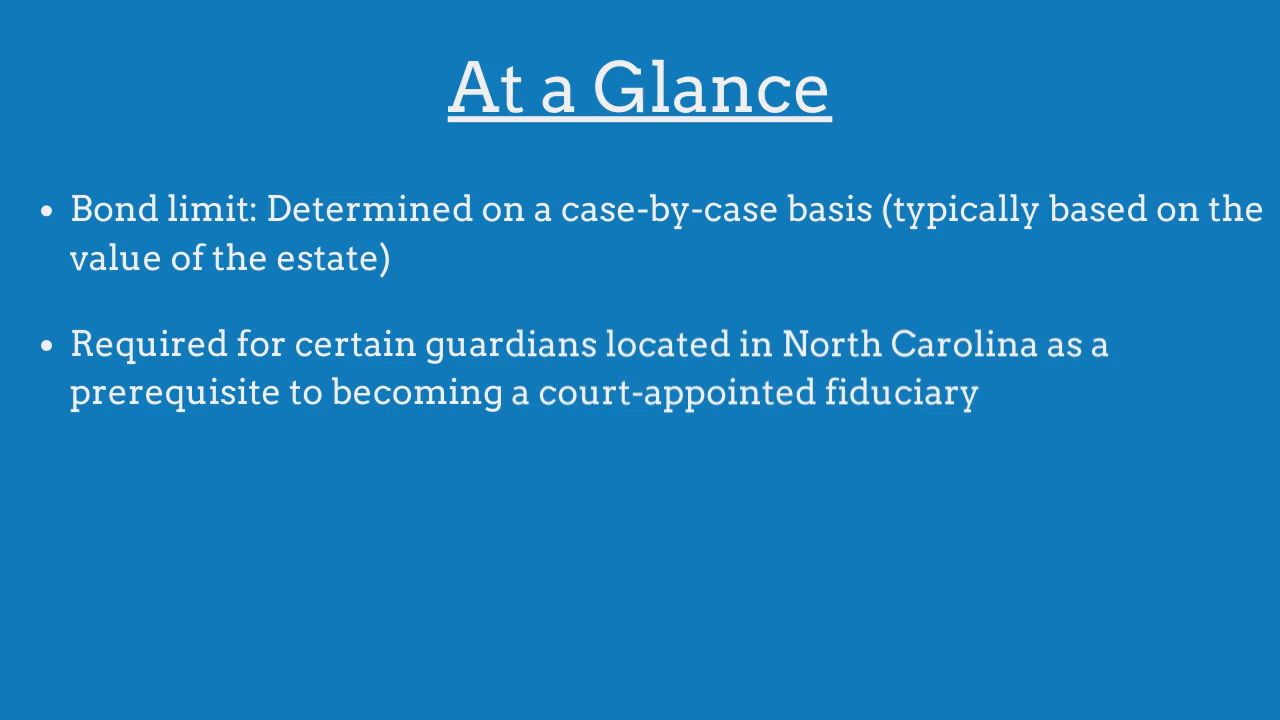 At a Glance
• Bond limit: Determined on a case-by-case basis (typically based on the
value of the estate)
• Required for certain guardians located in North Carolina as a
prerequisite to becoming a court-appointed fiduciary